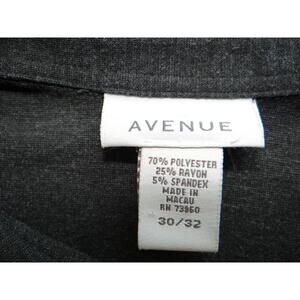 AVENUE
70% POLYESTER
25% RAYON
5% SPANDEX
MADE IN
MACAU
RN 73960
30/32